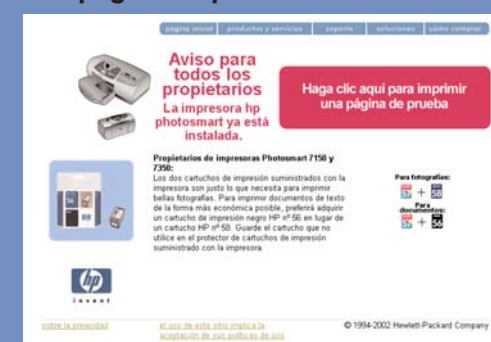 página inicial productos y servicios soporte soluciones cómo comprar
Aviso para
todos los
propietarios
La impresora hp
photosmart ya está
instalada.
Haga clic aquí para imprimir
una página de prueba
Propietarios de impresoras Photosmart 7150 y
7350:
Los dos cartuchos de impresión suministrados con la
impresora son justo lo que necesita para imprimir
bellas fotografías. Para imprimir documentos de texto
de la forma más económica posible, preferirá adquirir
un cartucho de impresión negro HP nº 56 en lugar de
un cartucho HP nº 58. Guarde el cartucho que no
utilice en el protector de cartuchos de impresión
suministrado con la impresora.
Para fotografías:
57 + 58
Para
documentos:
57 + 56
hp
invent
sobre la privacidad
el uso de este sitio implica la
aceptación de sus políticas de uso
© 1994-2002 Hewlett-Packard Company